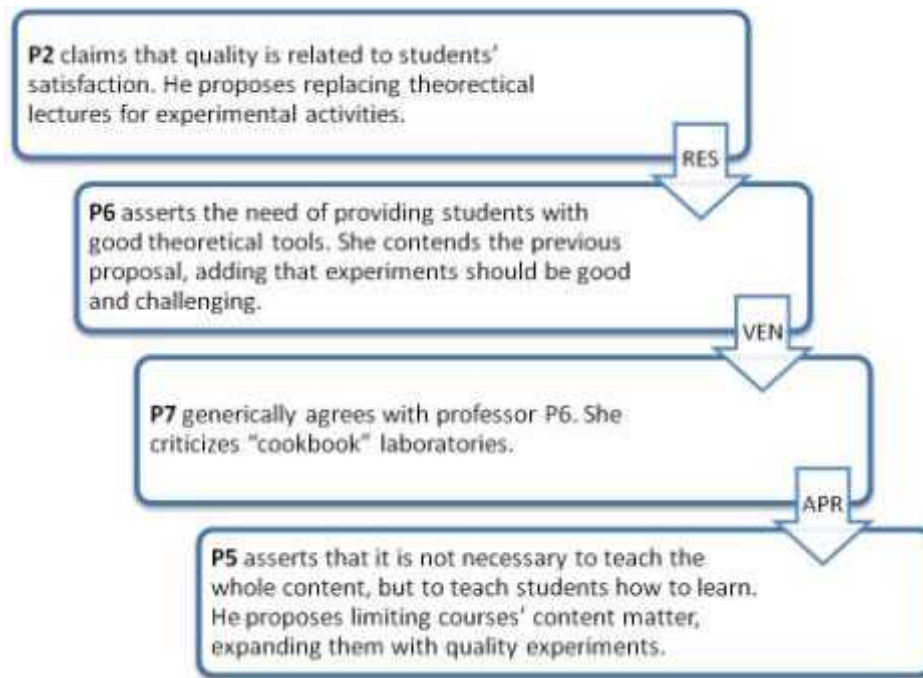 P2 claims that quality is related to students'
satisfaction. He proposes replacing theorectical
lectures for experimental activities.
RES
P6 asserts the need of providing students with
good theoretical tools. She contends the previous
proposal, adding that experiments should be good
and challenging.
VEN
P7 generically agrees with professor P6. She
criticizes “cookbook” laboratories.
APR
P5 asserts that it is not necessary to teach the
whole content, but to teach students how to learn.
He proposes limiting courses' content matter,
expanding them with quality experiments.